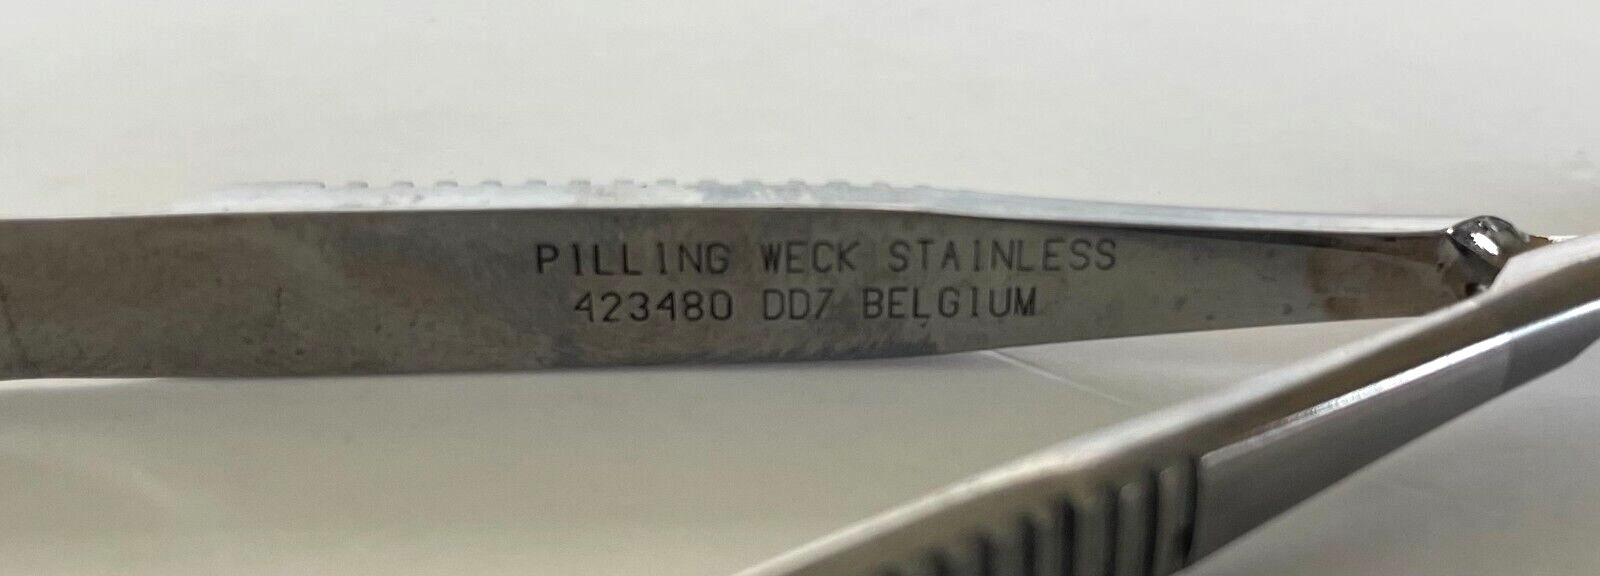 PILLING WECK STAINLESS
423480 DD7 BELGIUM